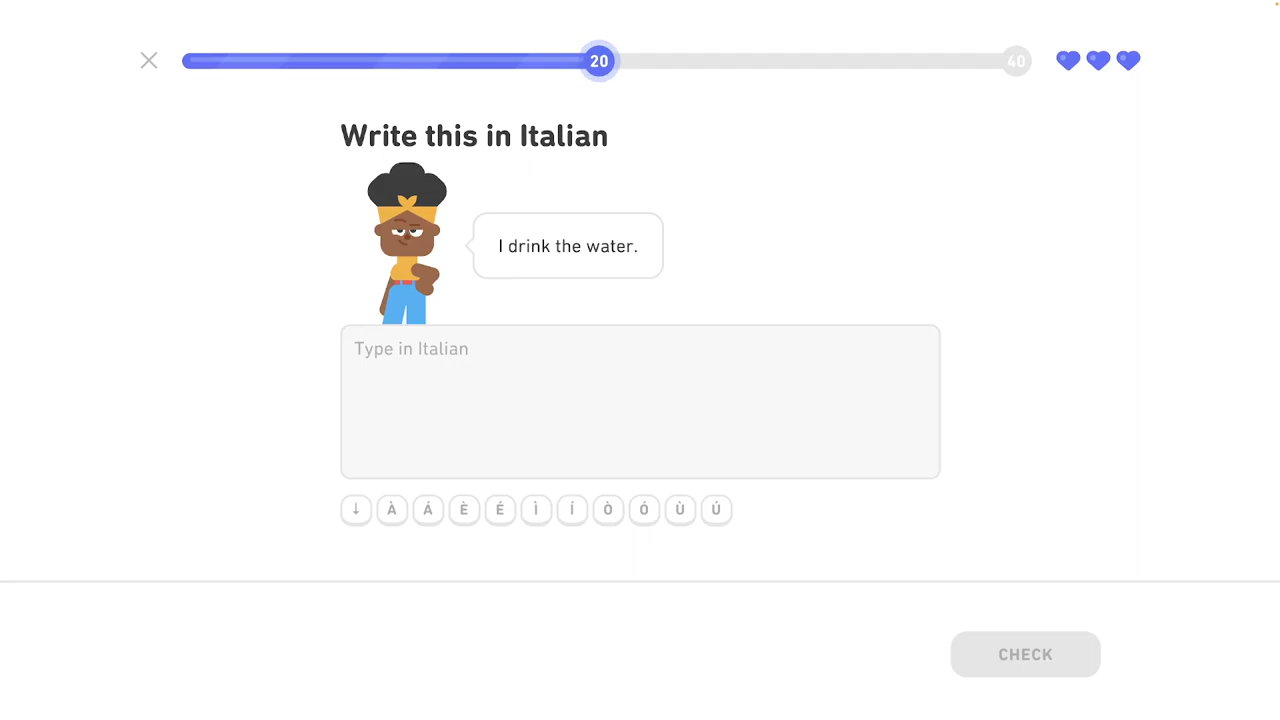 20
40
Write this in Italian
I drink the water.
Type in Italian
↓ À Á È É Ì Í Ò Ó Ù Ú
CHECK